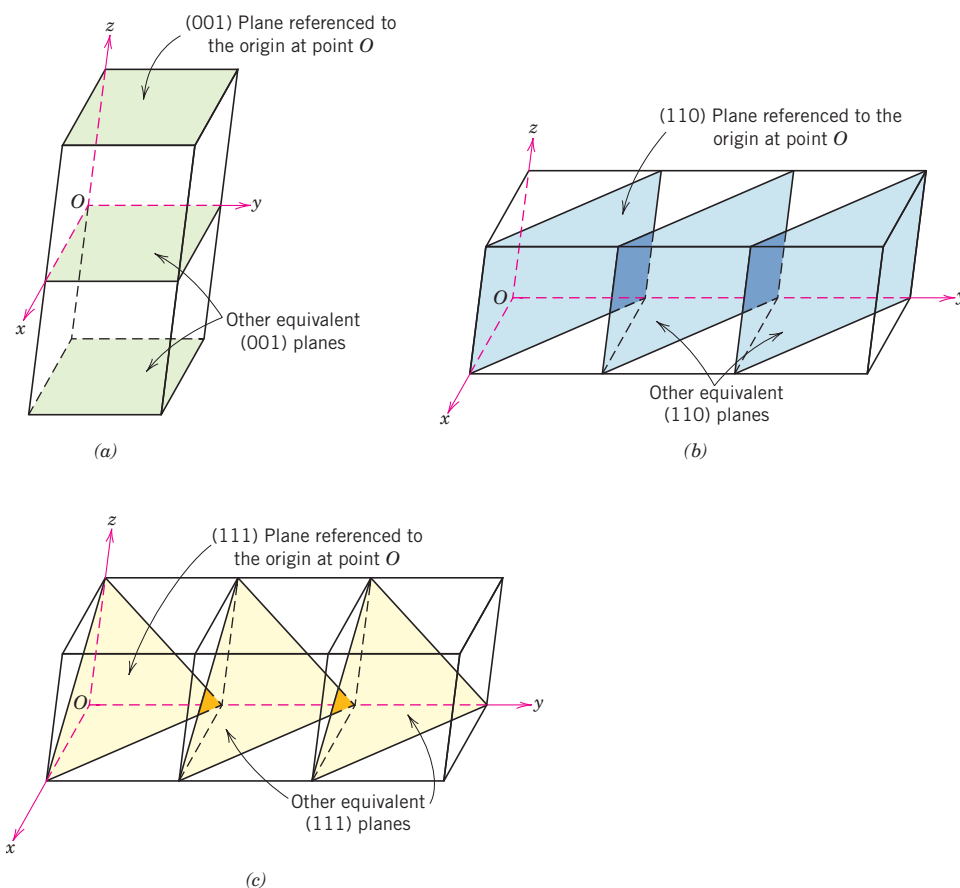 (001) Plane referenced to
the origin at point O
z
O
y
x
Other equivalent
(001) planes
(a)
(110) Plane referenced to the
origin at point O
z
O
y
x
Other equivalent
(110) planes
(b)
(111) Plane referenced to
the origin at point O
z
O
y
x
Other equivalent
(111) planes
(c)